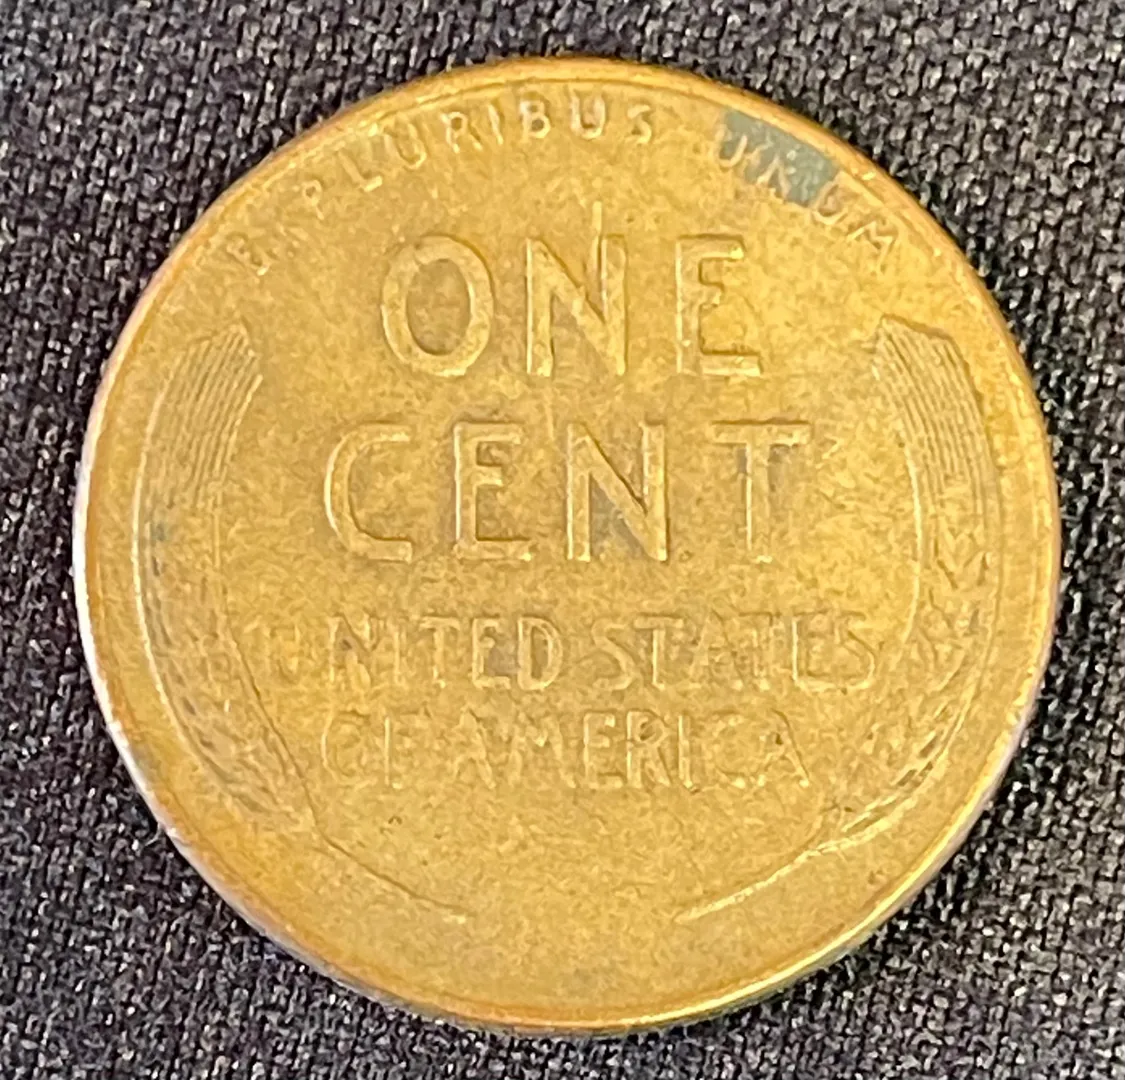 E · PLURIBUS UNUM
ONE
CENT
UNITED STATES
OF AMERICA